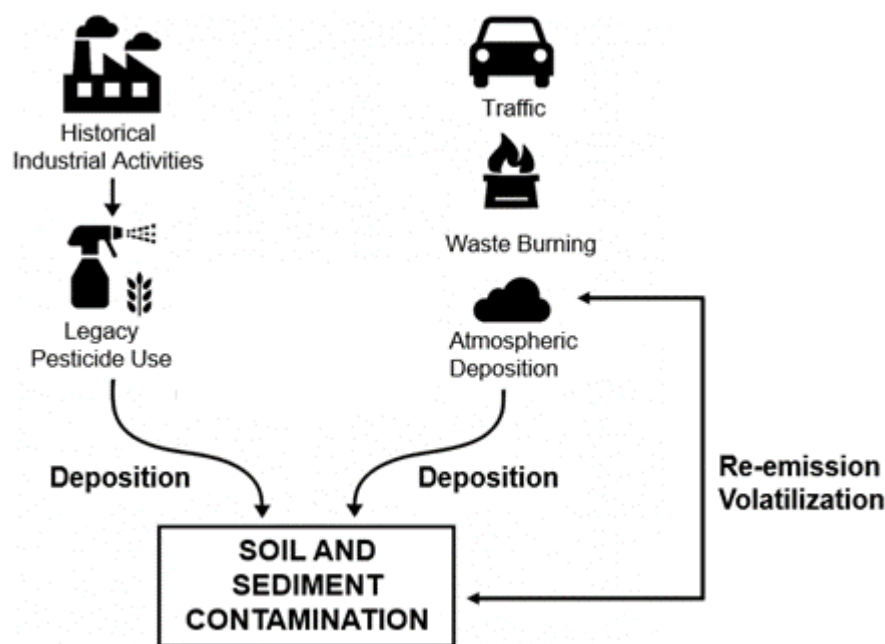 Historical
Industrial Activities
Legacy
Pesticide Use
Deposition
Traffic
Waste Burning
Atmospheric
Deposition
Deposition
Re-emission
Volatilization
SOIL AND
SEDIMENT
CONTAMINATION